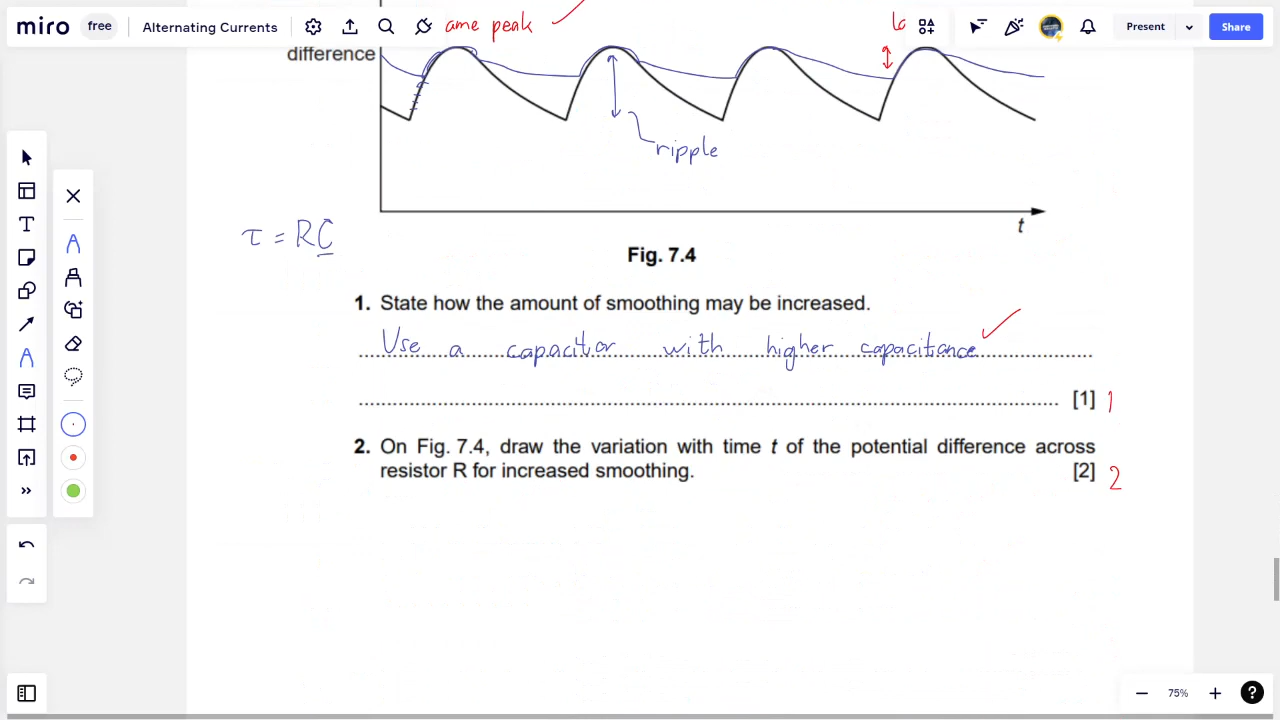 miro free Alternating Currents Present Share
ame peak
difference
ripple
t
τ = RC
Fig. 7.4
1. State how the amount of smoothing may be increased.
Use a capacitor with higher capacitance
[1] 1
2. On Fig. 7.4, draw the variation with time t of the potential difference across
resistor R for increased smoothing. [2] 2
75%